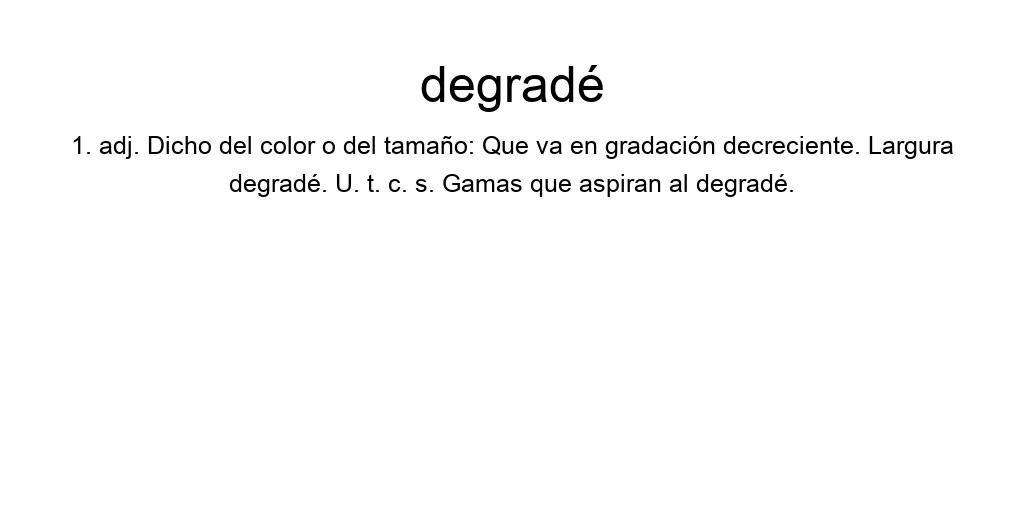 degradé
1. adj. Dicho del color o del tamaño: Que va en gradación decreciente. Largura
degradé. U. t. c. s. Gamas que aspiran al degradé.